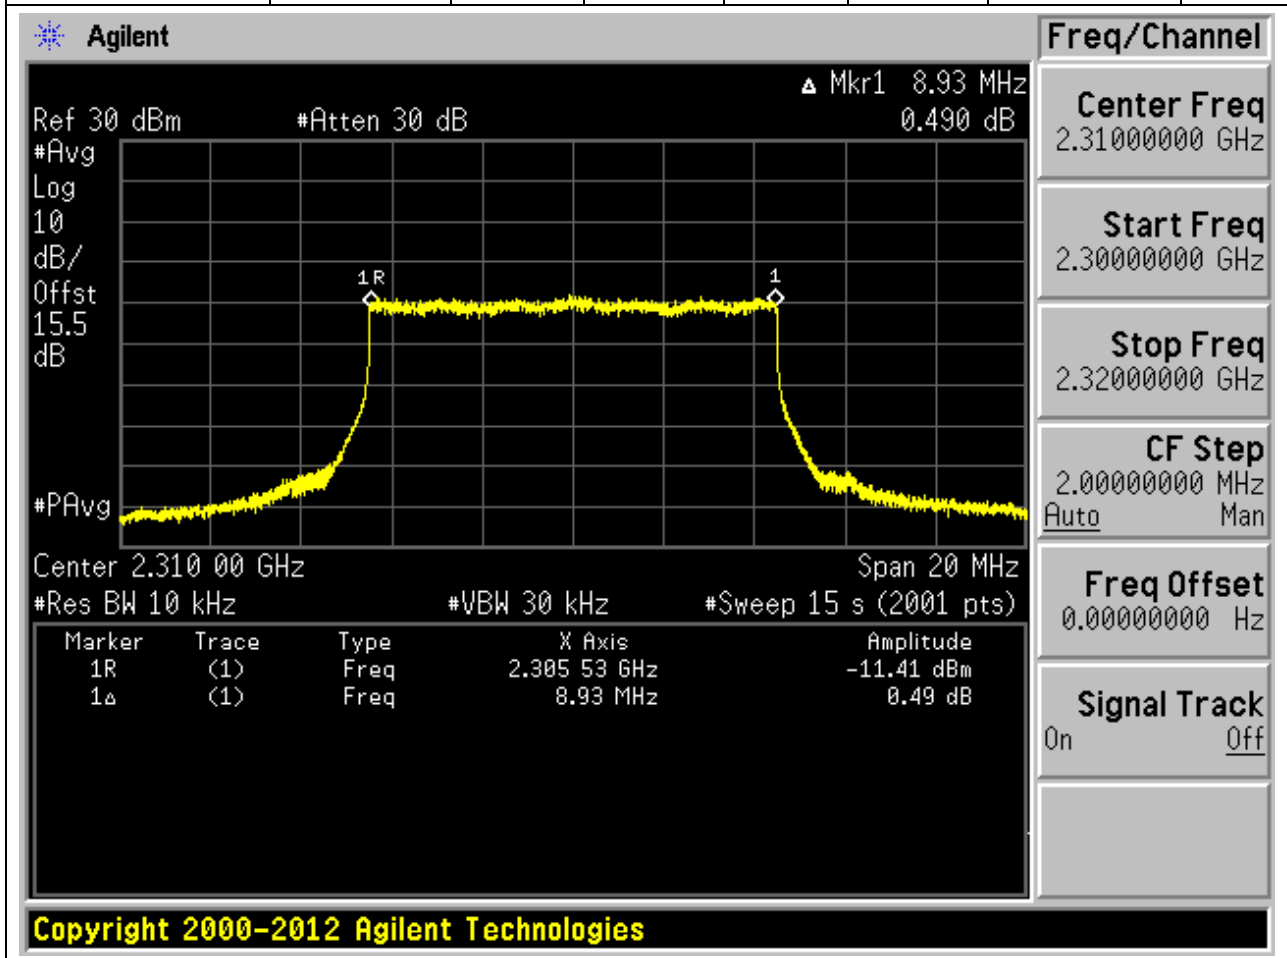 Agilent
Freq/Channel
Δ Mkr1 8.93 MHz
Ref 30 dBm #Atten 30 dB 0.490 dB
#Avg
Log
10
dB/
Offst
15.5
dB
1R
1
#PAvg
Center 2.310 00 GHz Span 20 MHz
#Res BW 10 kHz #VBW 30 kHz #Sweep 15 s (2001 pts)
Marker Trace Type X Axis Amplitude
1R (1) Freq 2.305 53 GHz -11.41 dBm
1Δ (1) Freq 8.93 MHz 0.49 dB
Center Freq
2.31000000 GHz
Start Freq
2.30000000 GHz
Stop Freq
2.32000000 GHz
CF Step
2.00000000 MHz
Auto Man
Freq Offset
0.00000000 Hz
Signal Track
On Off
Copyright 2000-2012 Agilent Technologies